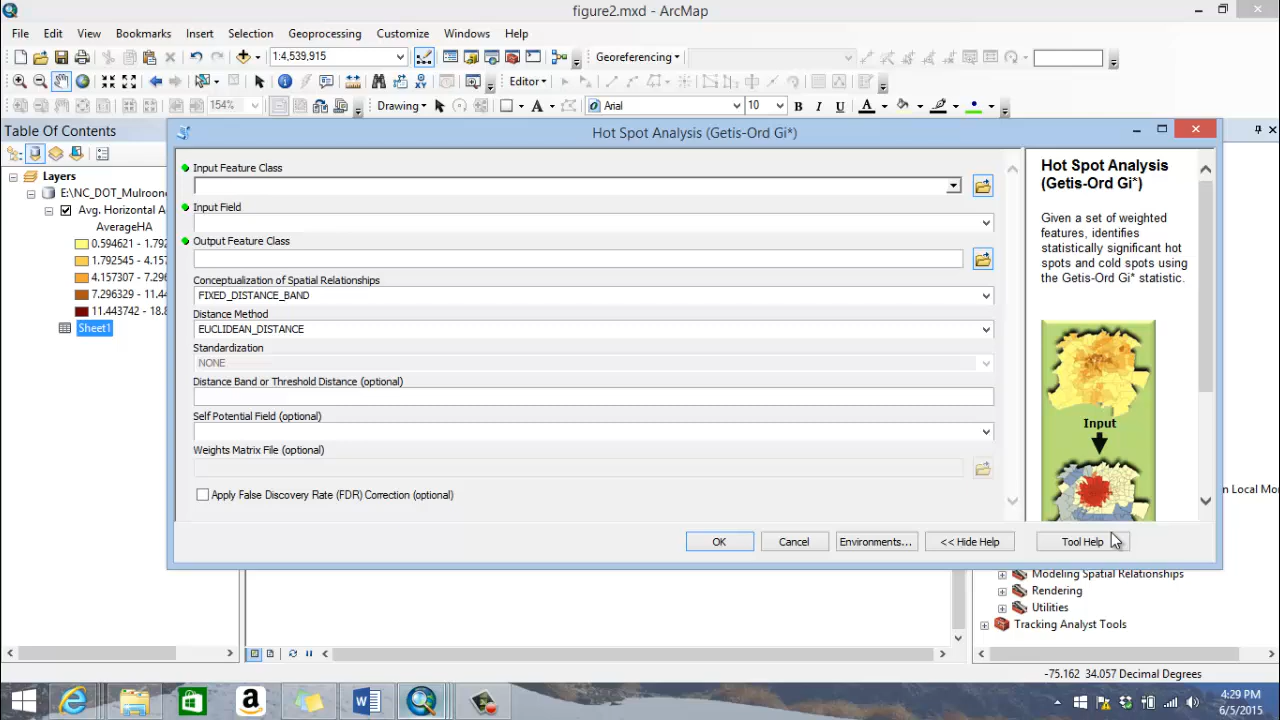 figure2.mxd - ArcMap
File Edit View Bookmarks Insert Selection Geoprocessing Customize Windows Help
1:4,539,915 Georeferencing
Editor
154% Drawing Arial 10 B I U A
Table Of Contents
Layers
E:\NC_DOT_Mulroone
Avg. Horizontal A
AverageHA
0.594621 - 1.792
1.792545 - 4.157
4.157307 - 7.296
7.296329 - 11.44
11.443742 - 18.8
Sheet1
Hot Spot Analysis (Getis-Ord Gi*)
Input Feature Class
Input Field
Output Feature Class
Conceptualization of Spatial Relationships
FIXED_DISTANCE_BAND
Distance Method
EUCLIDEAN_DISTANCE
Standardization
NONE
Distance Band or Threshold Distance (optional)
Self Potential Field (optional)
Weights Matrix File (optional)
Apply False Discovery Rate (FDR) Correction (optional)
OK Cancel Environments... << Hide Help Tool Help
Hot Spot Analysis
(Getis-Ord Gi*)
Given a set of weighted
features, identifies
statistically significant hot
spots and cold spots using
the Getis-Ord Gi* statistic.
Input
n Local Mor
Modeling Spatial Relationships
Rendering
Utilities
Tracking Analyst Tools
-75.162 34.057 Decimal Degrees
4:29 PM
6/5/2015